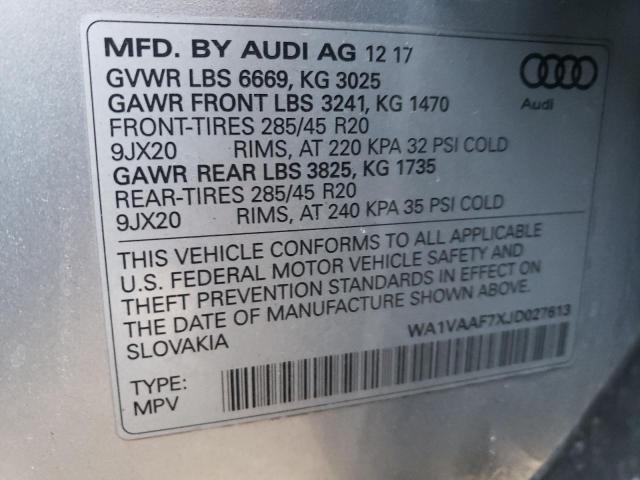 MFD. BY AUDI AG 12 17
GVWR LBS 6669, KG 3025
GAWR FRONT LBS 3241, KG 1470
FRONT-TIRES 285/45 R20
9JX20 RIMS, AT 220 KPA 32 PSI COLD
GAWR REAR LBS 3825, KG 1735
REAR-TIRES 285/45 R20
9JX20 RIMS, AT 240 KPA 35 PSI COLD
Audi
THIS VEHICLE CONFORMS TO ALL APPLICABLE
U.S. FEDERAL MOTOR VEHICLE SAFETY AND
THEFT PREVENTION STANDARDS IN EFFECT ON
THE DATE OF MANUFACTURE SHOWN ABOVE.
SLOVAKIA
WA1VAAF7XJD027613
TYPE:
MPV